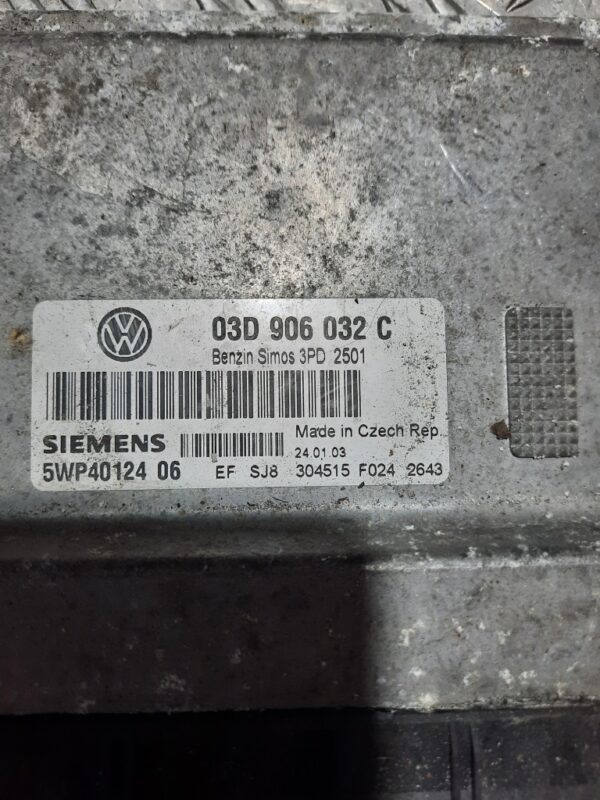 VW
03D 906 032 C
Benzin Simos 3PD 2501
SIEMENS
Made in Czech Rep.
24.01.03
5WP40124 06 EF SJ8 304515 F024 2643